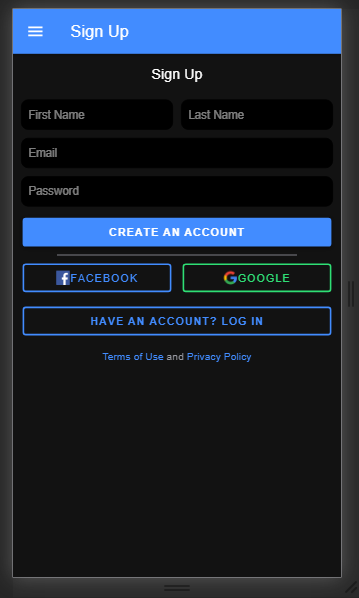 Sign Up
Sign Up
First Name Last Name
Email
Password
CREATE AN ACCOUNT
FACEBOOK GOOGLE
HAVE AN ACCOUNT? LOG IN
Terms of Use and Privacy Policy